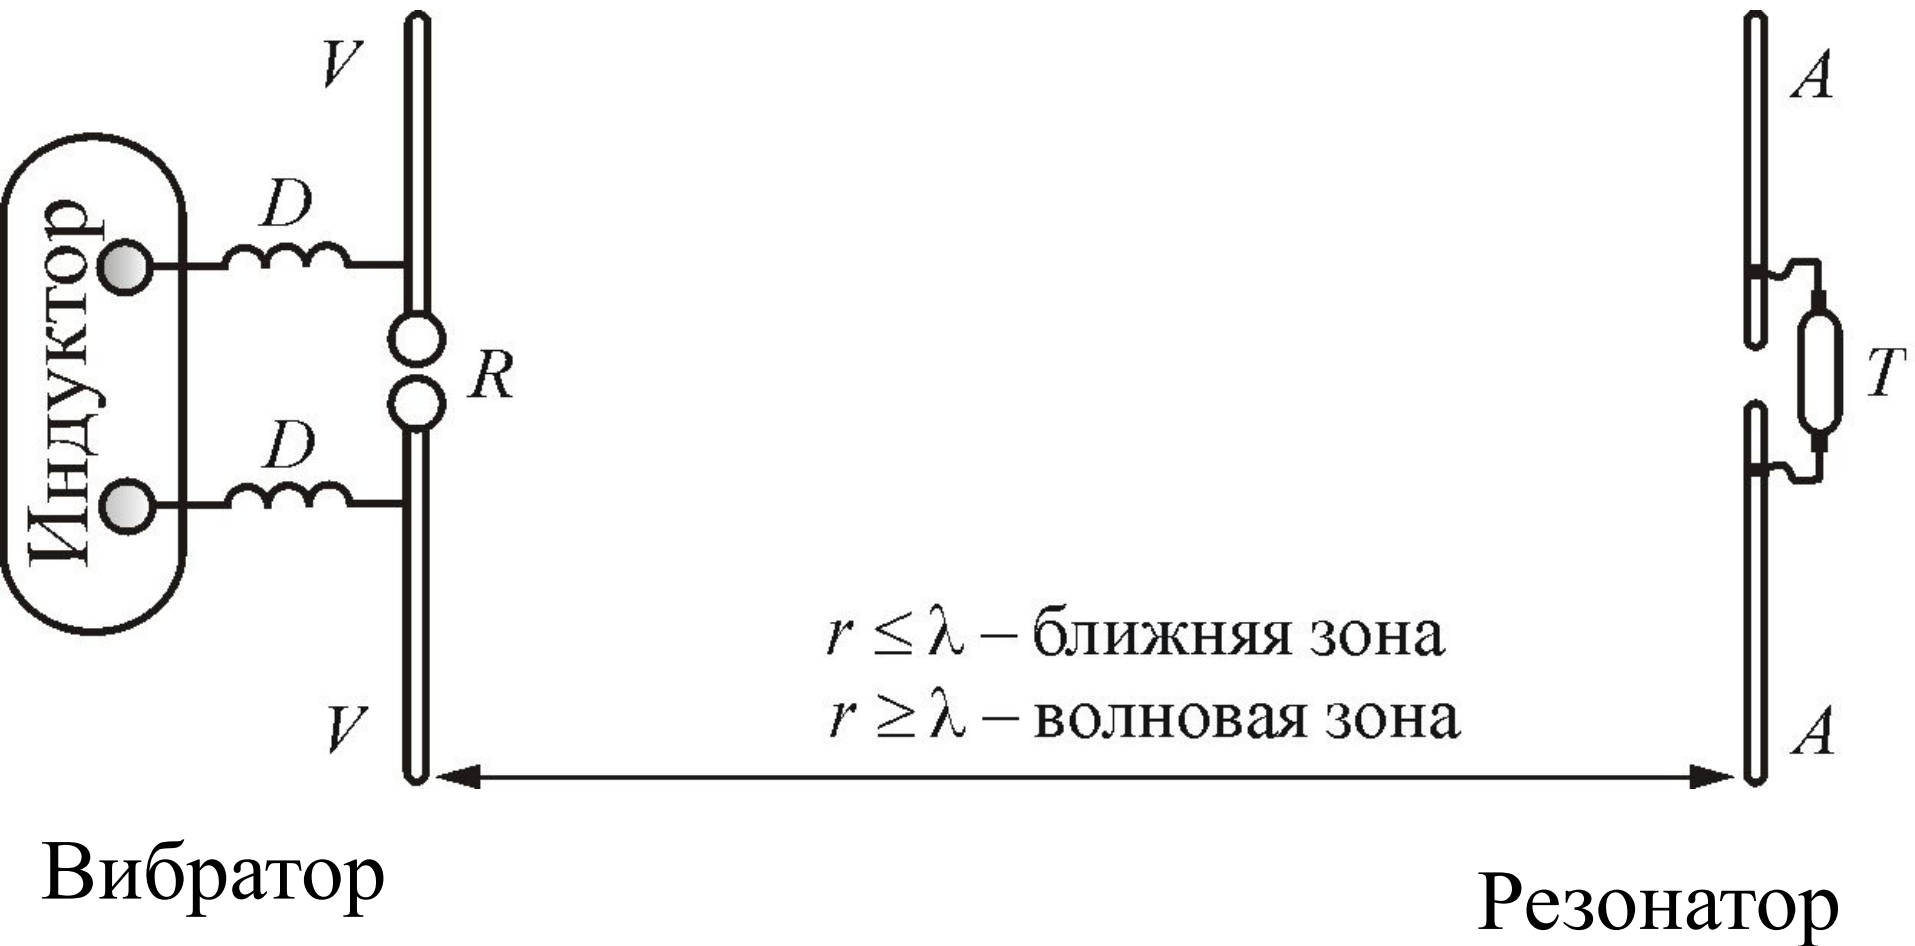 V
A
D
Индуктор
R
T
D
r ≤ λ – ближняя зона
r ≥ λ – волновая зона
V
A
Вибратор
Резонатор